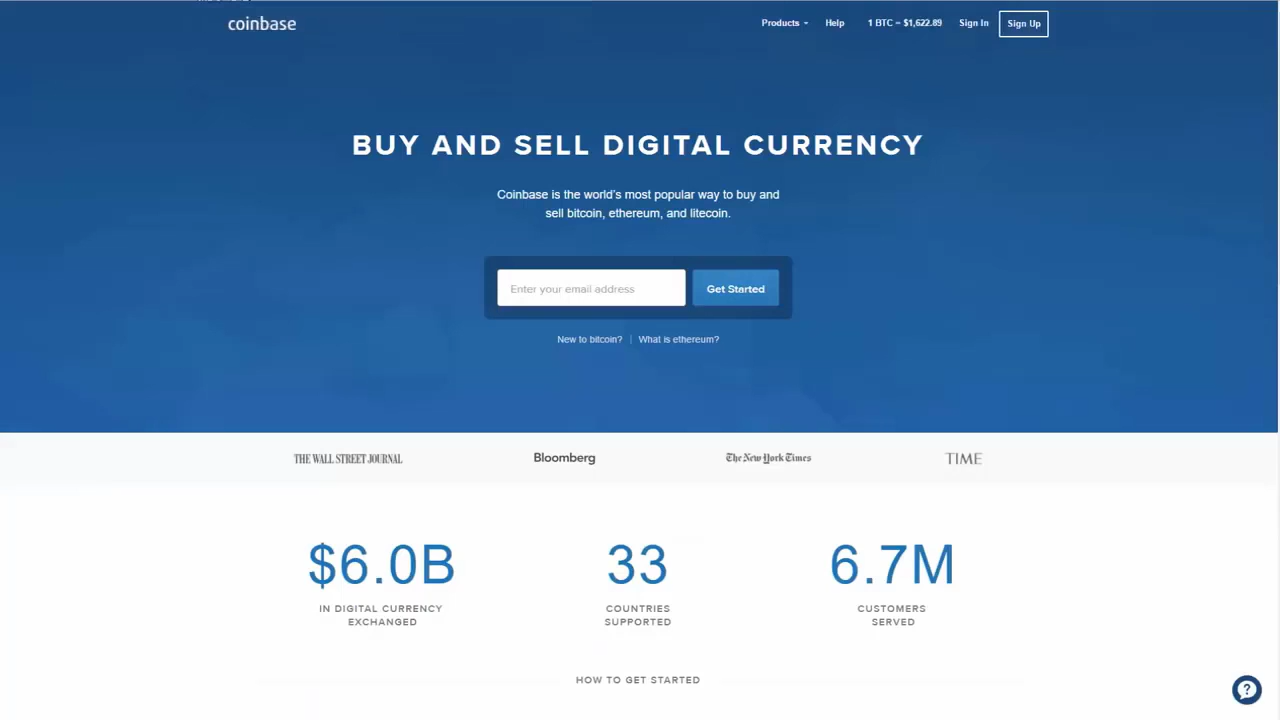 coinbase
Products
Help
1 BTC = $1,622.89
Sign In
Sign Up
BUY AND SELL DIGITAL CURRENCY
Coinbase is the world's most popular way to buy and
sell bitcoin, ethereum, and litecoin.
Enter your email address
Get Started
New to bitcoin? | What is ethereum?
THE WALL STREET JOURNAL
Bloomberg
The New York Times
TIME
$6.0B
IN DIGITAL CURRENCY
EXCHANGED
33
COUNTRIES
SUPPORTED
6.7M
CUSTOMERS
SERVED
HOW TO GET STARTED
?